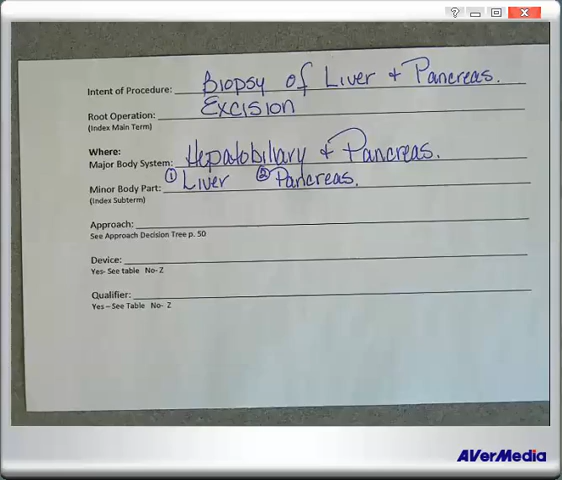 Intent of Procedure: Biopsy of Liver + Pancreas.
Root Operation: Excision
(Index Main Term)
Where:
Major Body System: Hepatobiliary + Pancreas.
Minor Body Part: ① Liver ② Pancreas.
(Index Subterm)
Approach:
See Approach Decision Tree p. 50
Device:
Yes- See table No- Z
Qualifier:
Yes – See Table No- Z
AVerMedia